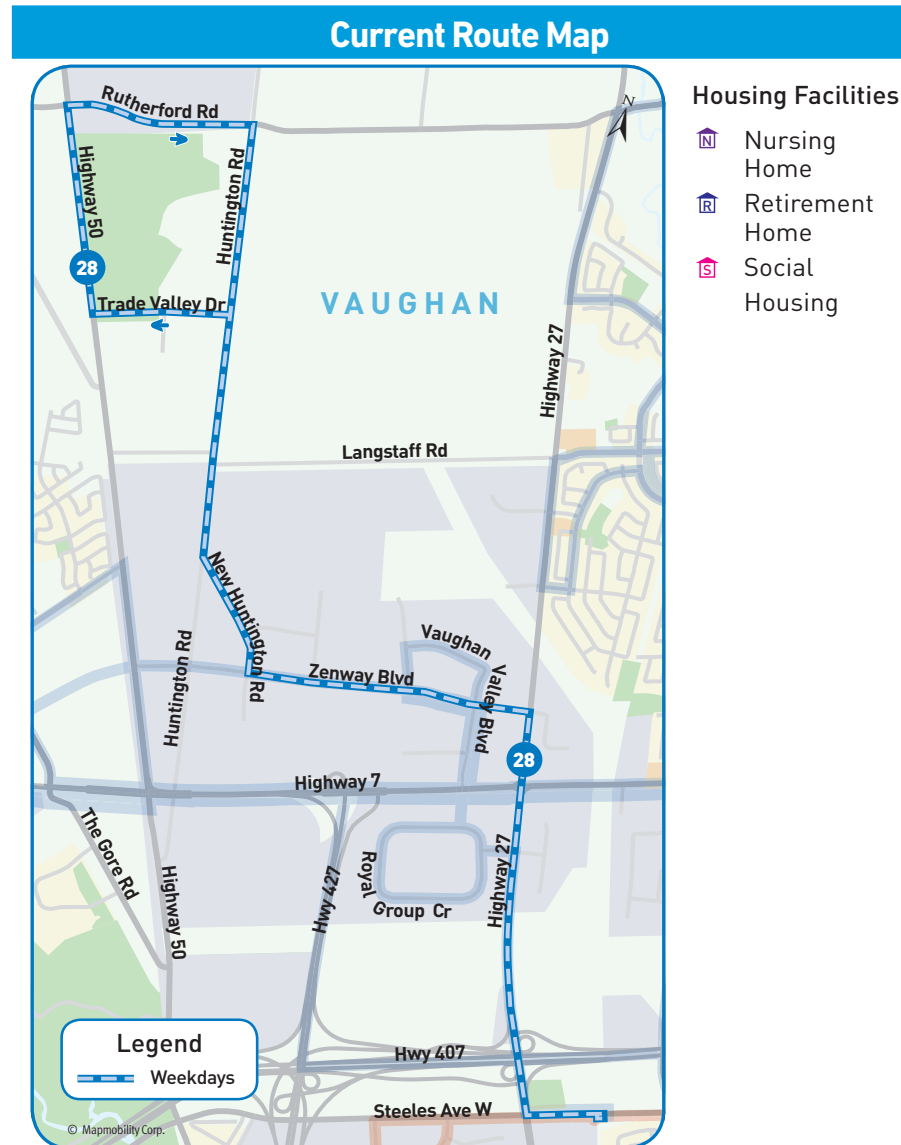 Current Route Map
Rutherford Rd
N
Highway 50
Huntington Rd
28
Trade Valley Dr
VAUGHAN
Highway 27
Langstaff Rd
New Huntington Rd
Huntington Rd
Vaughan Valley Blvd
Zenway Blvd
28
Highway 7
The Gore Rd
Highway 50
Hwy 427
Royal Group Cr
Highway 27
Legend
Weekdays
Hwy 407
Steeles Ave W
© Mapmobility Corp.
Housing Facilities
N Nursing
Home
R Retirement
Home
S Social
Housing